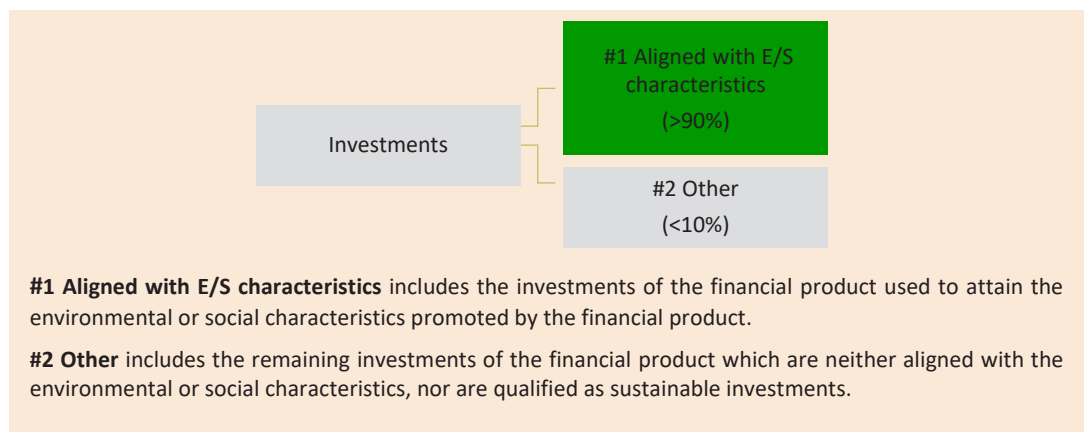 #1 Aligned with E/S
characteristics
(>90%)
Investments
#2 Other
(<10%)
#1 Aligned with E/S characteristics includes the investments of the financial product used to attain the
environmental or social characteristics promoted by the financial product.
#2 Other includes the remaining investments of the financial product which are neither aligned with the
environmental or social characteristics, nor are qualified as sustainable investments.